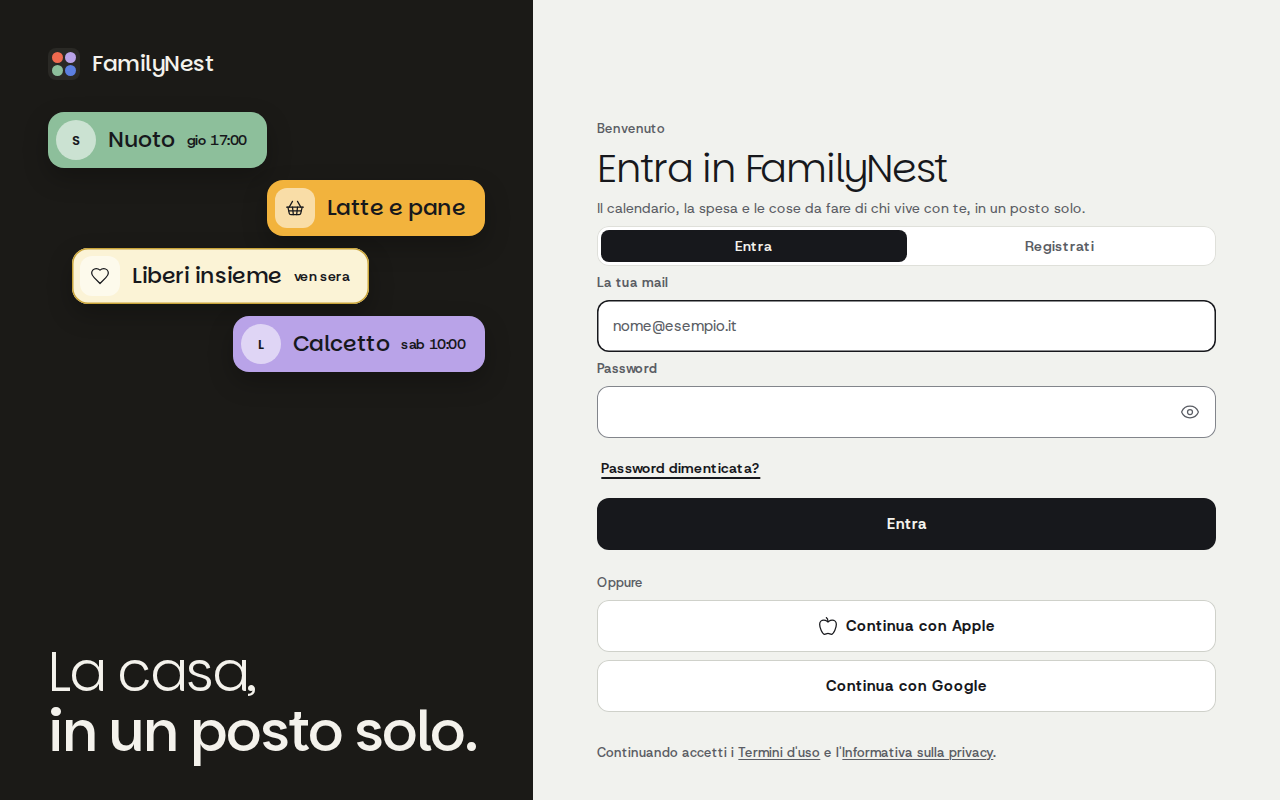 FamilyNest
S Nuoto gio 17:00
Latte e pane
Liberi insieme ven sera
L Calcetto sab 10:00
La casa,
in un posto solo.
Benvenuto
Entra in FamilyNest
Il calendario, la spesa e le cose da fare di chi vive con te, in un posto solo.
Entra Registrati
La tua mail
nome@esempio.it
Password
Password dimenticata?
Entra
Oppure
Continua con Apple
Continua con Google
Continuando accetti i Termini d'uso e l'Informativa sulla privacy.